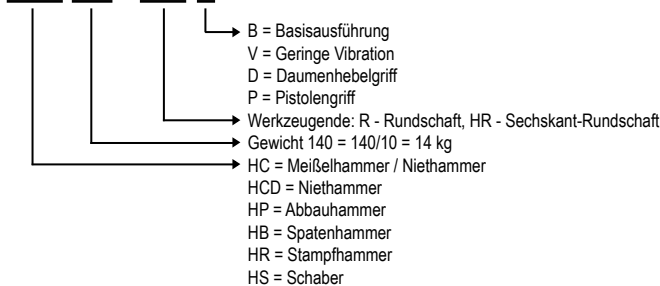 B = Basisausführung
V = Geringe Vibration
D = Daumenhebelgriff
P = Pistolengriff
Werkzeugende: R - Rundschaft, HR - Sechskant-Rundschaft
Gewicht 140 = 140/10 = 14 kg
HC = Meißelhammer / Niethammer
HCD = Niethammer
HP = Abbauhammer
HB = Spatenhammer
HR = Stampfhammer
HS = Schaber